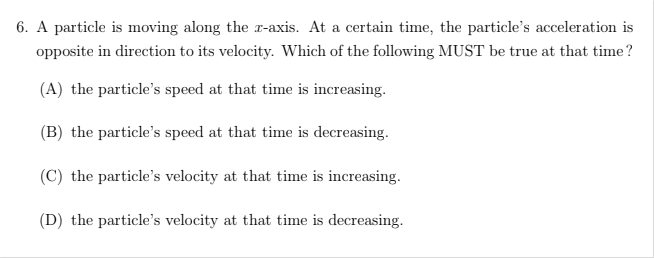 6. A particle is moving along the x-axis. At a certain time, the particle's acceleration is
opposite in direction to its velocity. Which of the following MUST be true at that time?
(A) the particle's speed at that time is increasing.
(B) the particle's speed at that time is decreasing.
(C) the particle's velocity at that time is increasing.
(D) the particle's velocity at that time is decreasing.